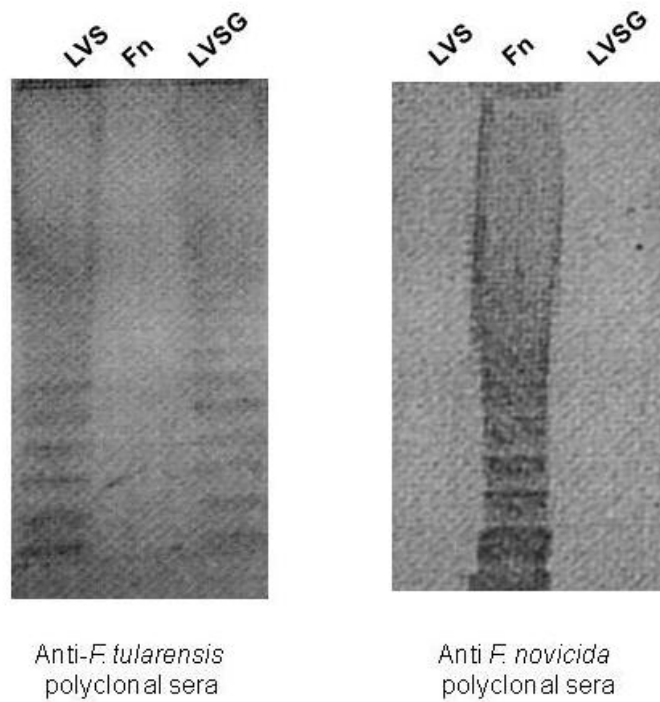 LVS Fn LVSG
LVS Fn LVSG
Anti-F. tularensis
polyclonal sera
Anti F. novicida
polyclonal sera